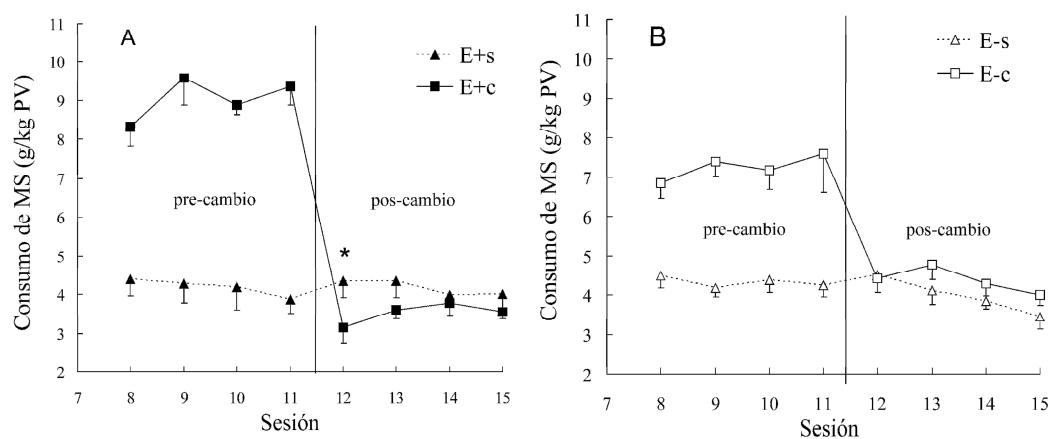 A
E+s
E+c
Consumo de MS (g/kg PV)
11
10
9
8
7
6
5
4
3
2
pre-cambio
pos-cambio
*
7 8 9 10 11 12 13 14 15
Sesión
B
E-s
E-c
Consumo de MS (g/kg PV)
11
10
9
8
7
6
5
4
3
2
pre-cambio
pos-cambio
7 8 9 10 11 12 13 14 15
Sesión